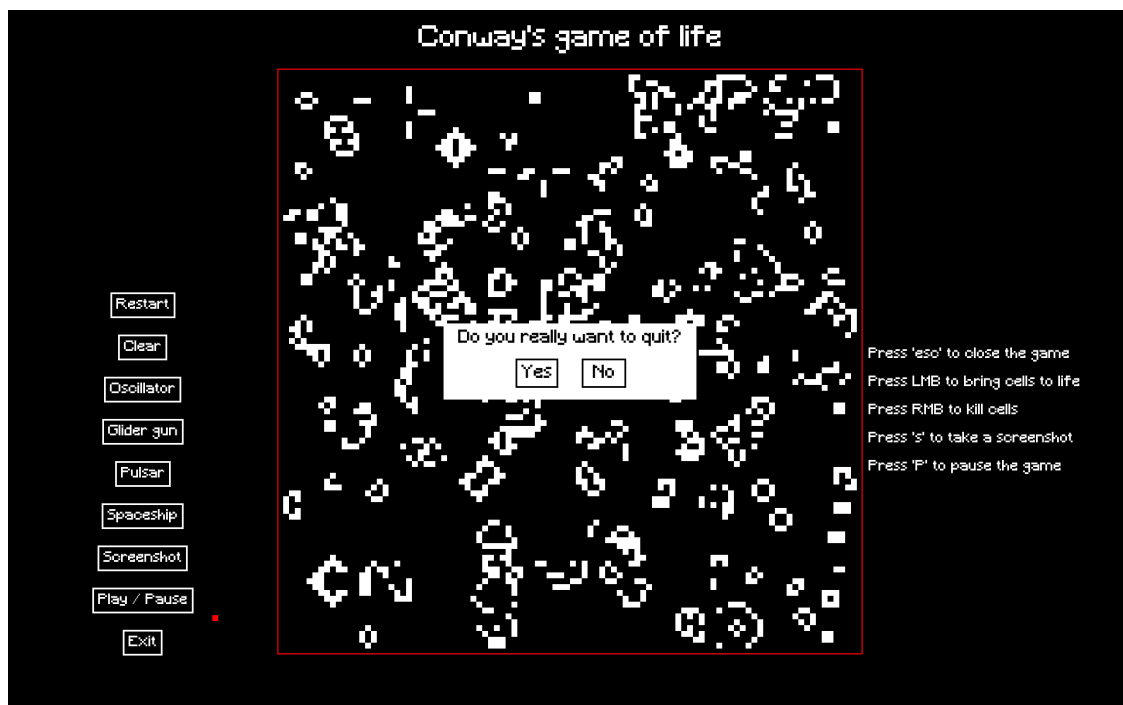 Conway's game of life
Restart
Clear
Oscillator
Glider gun
Pulsar
Spaceship
Screenshot
Play / Pause
Exit
Do you really want to quit?
Yes No
Press 'esc' to close the game
Press LMB to bring cells to life
Press RMB to kill cells
Press 's' to take a screenshot
Press 'P' to pause the game